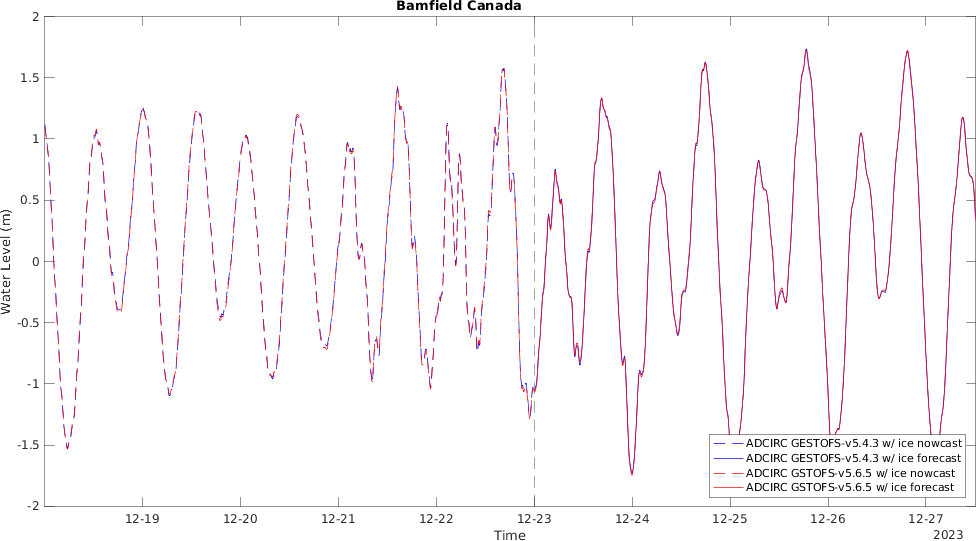 Bamfield Canada
2
1.5
1
0.5
0
-0.5
-1
-1.5
-2
Water Level (m)
12-19 12-20 12-21 12-22 12-23 12-24 12-25 12-26 12-27
Time
2023
ADCIRC GESTOFS-v5.4.3 w/ ice nowcast
ADCIRC GESTOFS-v5.4.3 w/ ice forecast
ADCIRC GSTOFS-v5.6.5 w/ ice nowcast
ADCIRC GSTOFS-v5.6.5 w/ ice forecast